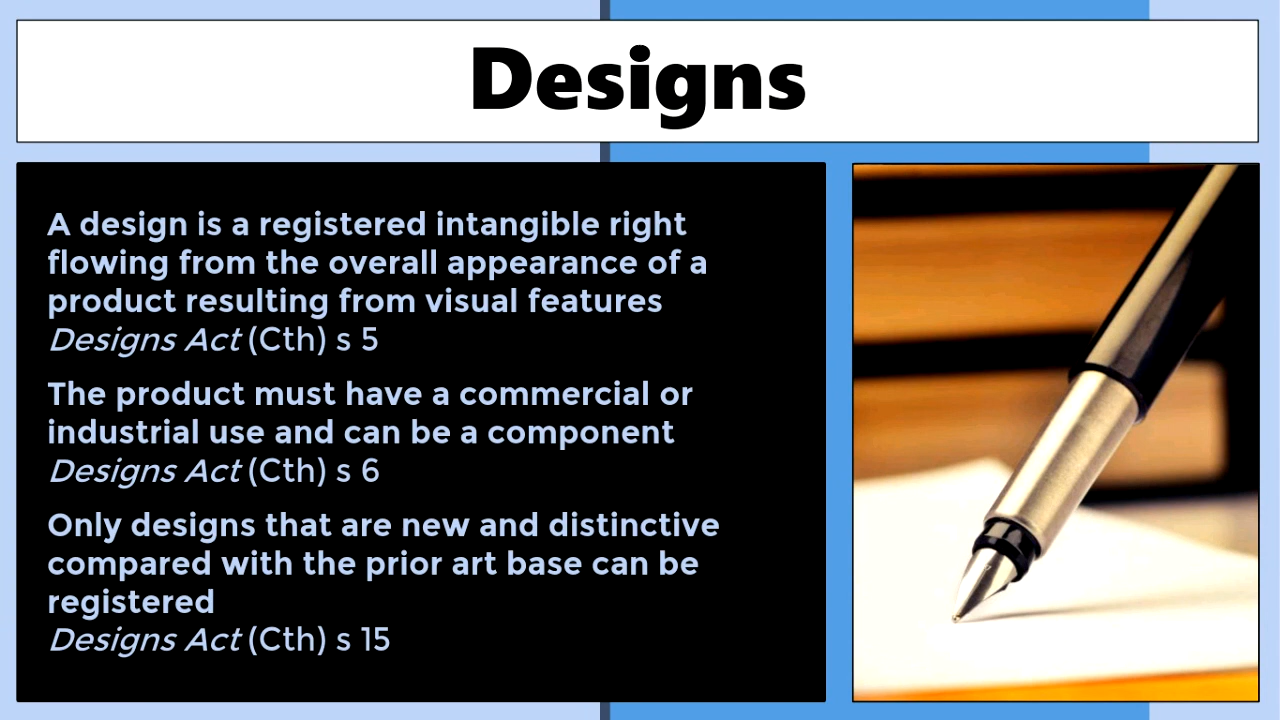 Designs
A design is a registered intangible right
flowing from the overall appearance of a
product resulting from visual features
Designs Act (Cth) s 5
The product must have a commercial or
industrial use and can be a component
Designs Act (Cth) s 6
Only designs that are new and distinctive
compared with the prior art base can be
registered
Designs Act (Cth) s 15